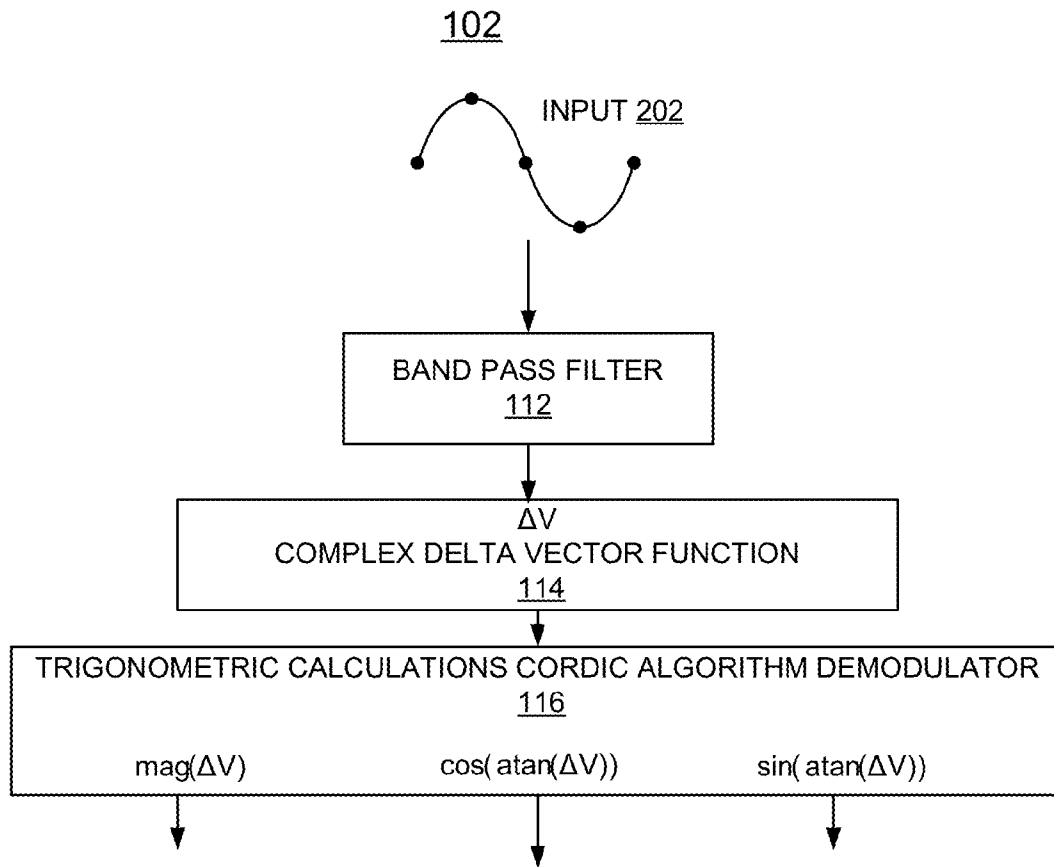 102
INPUT 202
BAND PASS FILTER
112
ΔV
COMPLEX DELTA VECTOR FUNCTION
114
TRIGONOMETRIC CALCULATIONS CORDIC ALGORITHM DEMODULATOR
116
mag(ΔV) cos(atan(ΔV)) sin(atan(ΔV))